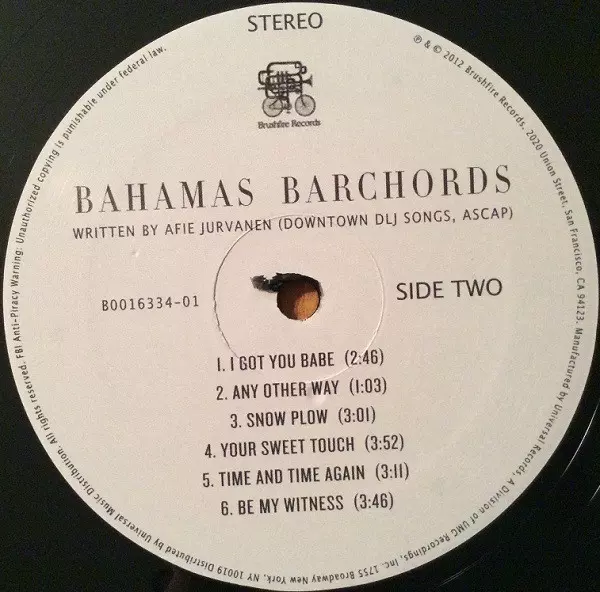 STEREO
Brushfire Records
BAHAMAS BARCHORDS
WRITTEN BY AFIE JURVANEN (DOWNTOWN DLJ SONGS, ASCAP)
B0016334-01
SIDE TWO
1. I GOT YOU BABE (2:46)
2. ANY OTHER WAY (1:03)
3. SNOW PLOW (3:01)
4. YOUR SWEET TOUCH (3:52)
5. TIME AND TIME AGAIN (3:11)
6. BE MY WITNESS (3:46)
℗ & © 2012 Brushfire Records, 2020 Union Street, San Francisco, CA 94123. Manufactured by Universal Records, A Division of UMG Recordings, Inc. 1755 Broadway New York, NY 10019 Distributed by Universal Music Distribution. All rights reserved. FBI Anti-Piracy Warning: Unauthorized copying is punishable under federal law.